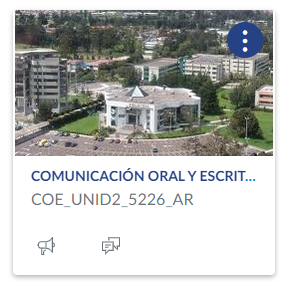 COMUNICACIÓN ORAL Y ESCRIT...
COE_UNID2_5226_AR